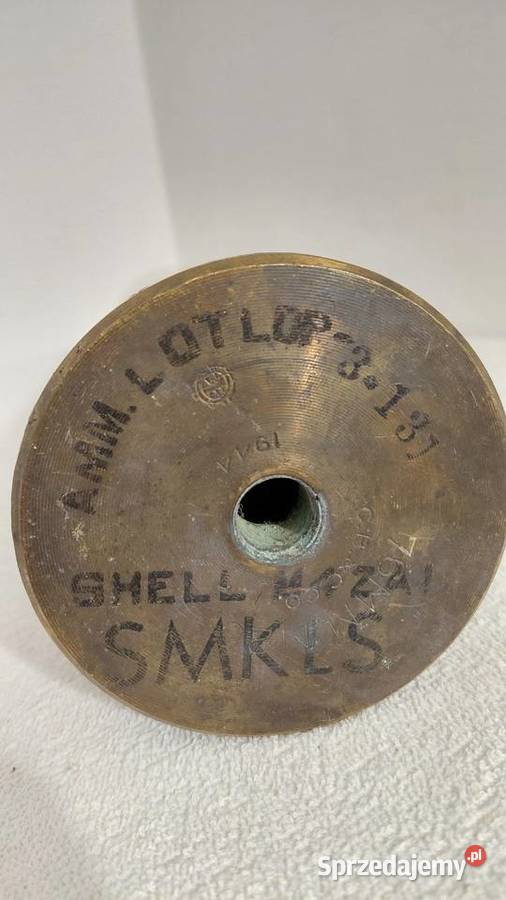 AMM. LOT LOP-3-131
1944
SHELL M42A1
SMKLS
Sprzedajemy.pl